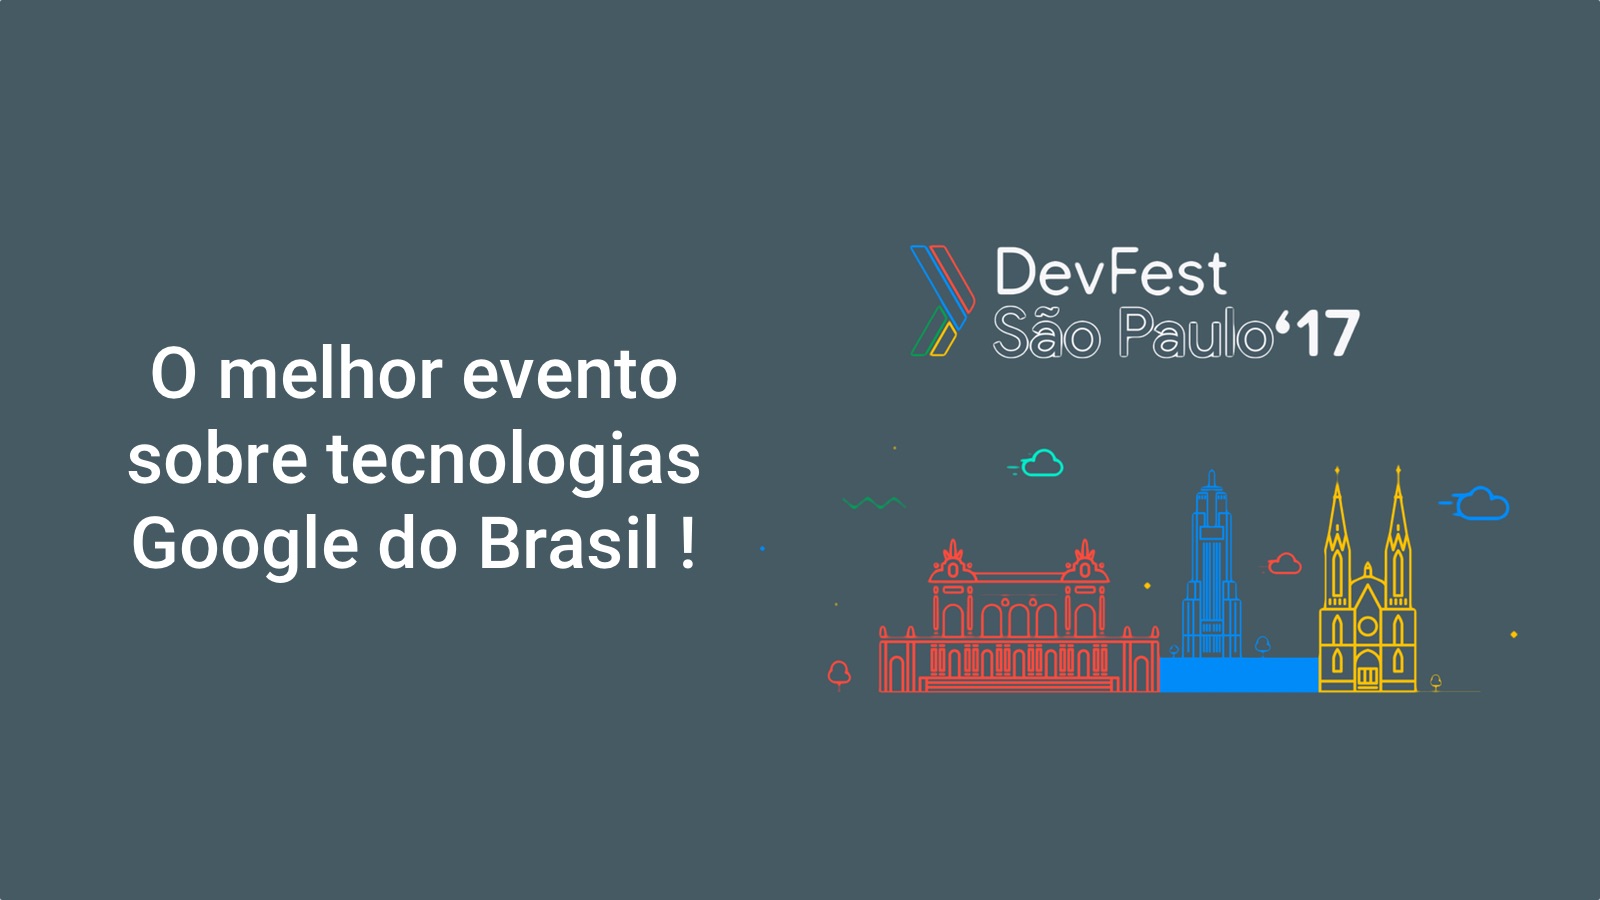 O melhor evento
sobre tecnologias
Google do Brasil !
DevFest
São Paulo‘17